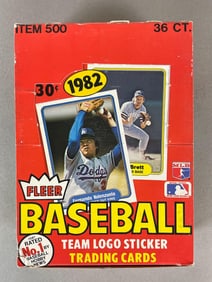 ITEM 500 36 CT.
30¢ 1982
Dodgers
Brett
Fernando Valenzuela
FLEER
BASEBALL
RATED
No. 1
TEAM LOGO STICKER
TRADING CARDS